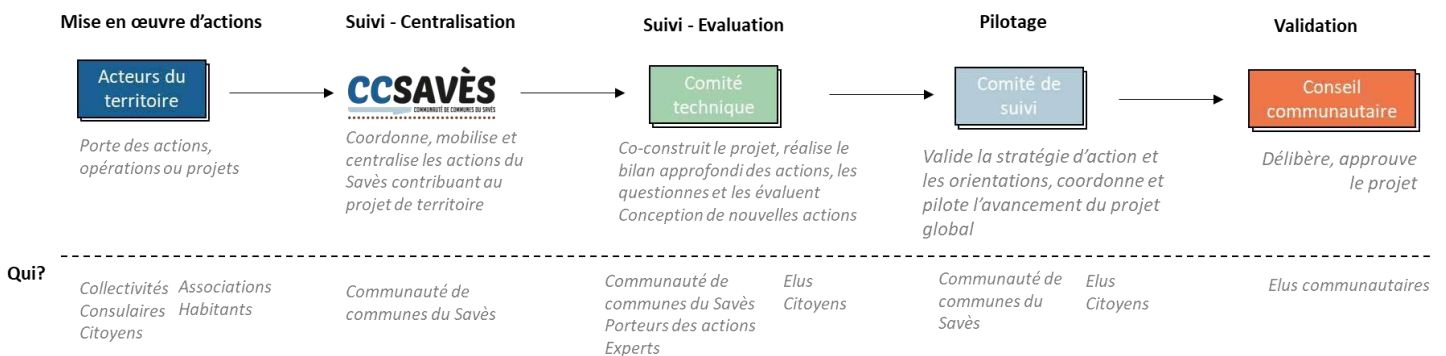 Mise en œuvre d'actions
Suivi - Centralisation
Suivi - Evaluation
Pilotage
Validation
Acteurs du
territoire
CCSAVÈS
COMMUNAUTÉ DE COMMUNES DU SAVÈS
Comité
technique
Comité de
suivi
Conseil
communautaire
Porte des actions,
opérations ou projets
Coordonne, mobilise et
centralise les actions du
Savès contribuant au
projet de territoire
Co-construit le projet, réalise le
bilan approfondi des actions, les
questionnes et les évaluent
Conception de nouvelles actions
Valide la stratégie d'action et
les orientations, coordonne et
pilote l'avancement du projet
global
Délibère, approuve
le projet
Qui?
Collectivités
Consulaires
Citoyens
Associations
Habitants
Communauté de
communes du Savès
Communauté de
communes du Savès
Porteurs des actions
Experts
Elus
Citoyens
Communauté de
communes du
Savès
Elus
Citoyens
Elus communautaires